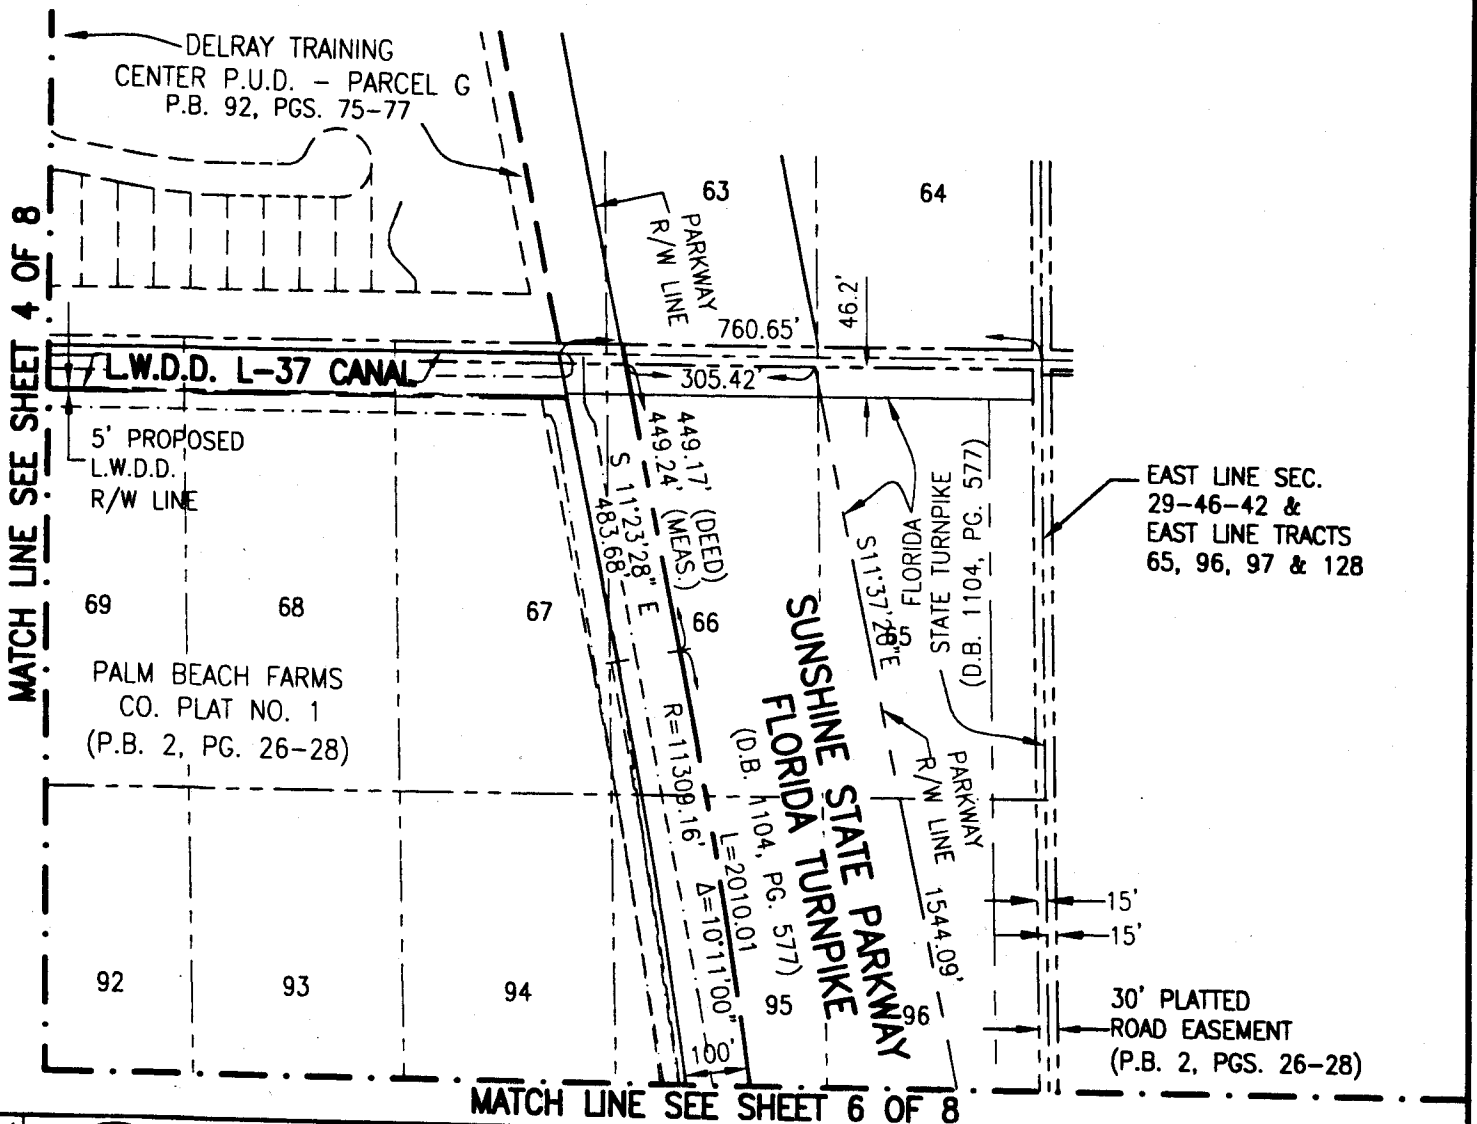 DELRAY TRAINING
CENTER P.U.D. - PARCEL G
P.B. 92, PGS. 75-77
MATCH LINE SEE SHEET 4 OF 8
63
64
PARKWAY
R/W LINE
46.2'
760.65'
L.W.D.D. L-37 CANAL
305.42'
5' PROPOSED
L.W.D.D.
R/W LINE
449.17' (DEED)
449.24' (MEAS.)
S 11°23'28" E
483.68'
FLORIDA
STATE TURNPIKE
(D.B. 1104, PG. 577)
S11°37'28"E
EAST LINE SEC.
29-46-42 &
EAST LINE TRACTS
65, 96, 97 & 128
69
68
67
66
65
PALM BEACH FARMS
CO. PLAT NO. 1
(P.B. 2, PG. 26-28)
SUNSHINE STATE PARKWAY
FLORIDA TURNPIKE
(D.B. 1104, PG. 577)
R=11309.16' Δ=10°11'00"
L=2010.01
PARKWAY
R/W LINE 1544.09'
15'
15'
92
93
94
95
96
100'
30' PLATTED
ROAD EASEMENT
(P.B. 2, PGS. 26-28)
MATCH LINE SEE SHEET 6 OF 8